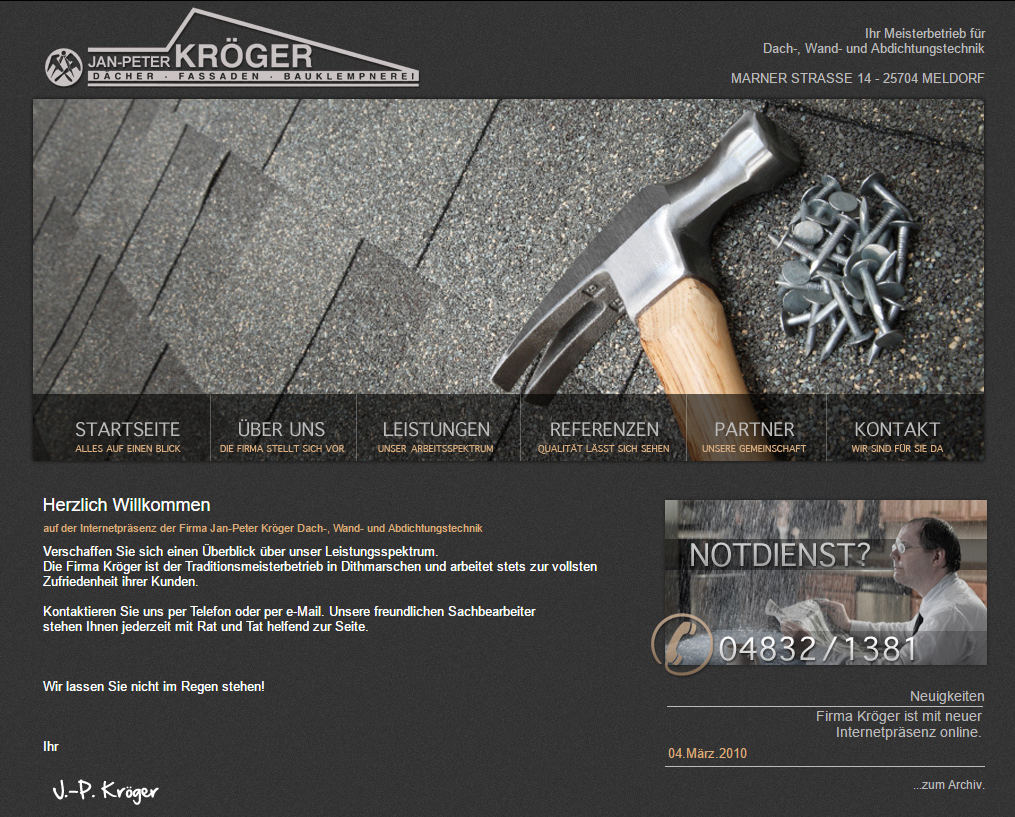 JAN-PETER KRÖGER
DÄCHER · FASSADEN · BAUKLEMPNEREI
Ihr Meisterbetrieb für
Dach-, Wand- und Abdichtungstechnik
MARNER STRASSE 14 - 25704 MELDORF
STARTSEITE
ALLES AUF EINEN BLICK
ÜBER UNS
DIE FIRMA STELLT SICH VOR
LEISTUNGEN
UNSER ARBEITSSPEKTRUM
REFERENZEN
QUALITÄT LÄSST SICH SEHEN
PARTNER
UNSERE GEMEINSCHAFT
KONTAKT
WIR SIND FÜR SIE DA
Herzlich Willkommen
auf der Internetpräsenz der Firma Jan-Peter Kröger Dach-, Wand- und Abdichtungstechnik
Verschaffen Sie sich einen Überblick über unser Leistungsspektrum.
Die Firma Kröger ist der Traditionsmeisterbetrieb in Dithmarschen und arbeitet stets zur vollsten
Zufriedenheit ihrer Kunden.
Kontaktieren Sie uns per Telefon oder per e-Mail. Unsere freundlichen Sachbearbeiter
stehen Ihnen jederzeit mit Rat und Tat helfend zur Seite.
Wir lassen Sie nicht im Regen stehen!
Ihr
J.-P. Kröger
NOTDIENST?
04832/1381
Neuigkeiten
Firma Kröger ist mit neuer
Internetpräsenz online.
04.März.2010
...zum Archiv.